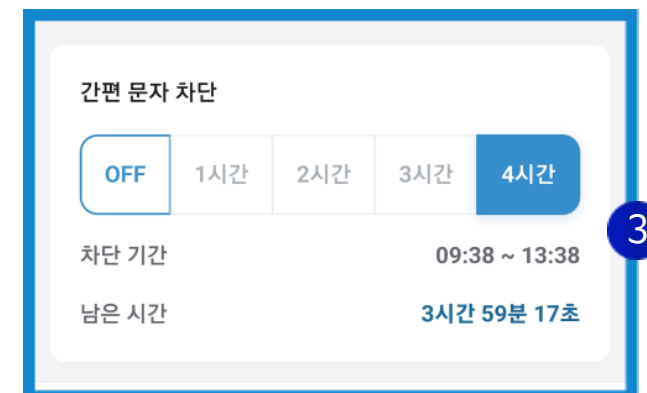 간편 문자 차단
OFF 1시간 2시간 3시간 4시간
차단 기간 09:38 ~ 13:38
3
남은 시간 3시간 59분 17초